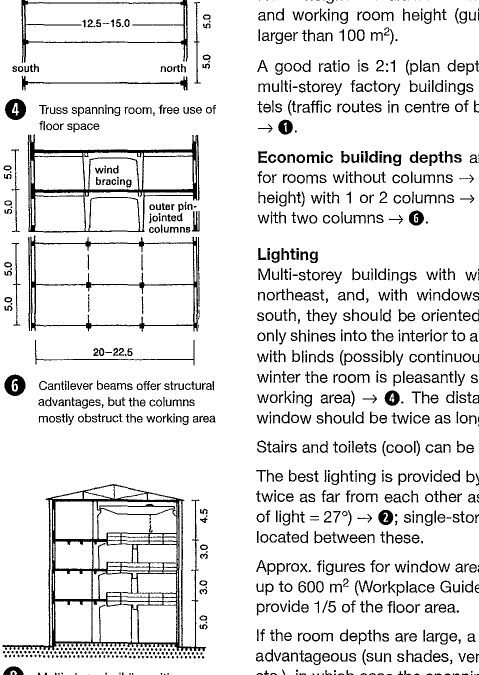 12.5–15.0
5.0
5.0
south
north
4 Truss spanning room, free use of
floor space
wind
bracing
outer pin-
jointed
columns
5.0
5.0
5.0
5.0
20–22.5
6 Cantilever beams offer structural
advantages, but the columns
mostly obstruct the working area
4.5
3.0
3.0
5.0
and working room height (gui
larger than 100 m²).
A good ratio is 2:1 (plan dept
multi-storey factory buildings
tels (traffic routes in centre of b
→ 1.
Economic building depths a
for rooms without columns →
height) with 1 or 2 columns →
with two columns → 6.
Lighting
Multi-storey buildings with wi
northeast, and, with windows
south, they should be oriented
only shines into the interior to a
with blinds (possibly continuou
winter the room is pleasantly s
working area) → 4. The dista
window should be twice as long
Stairs and toilets (cool) can be
The best lighting is provided by
twice as far from each other as
of light = 27°) → 2; single-stor
located between these.
Approx. figures for window area
up to 600 m² (Workplace Guide
provide 1/5 of the floor area.
If the room depths are large, a
advantageous (sun shades, ver